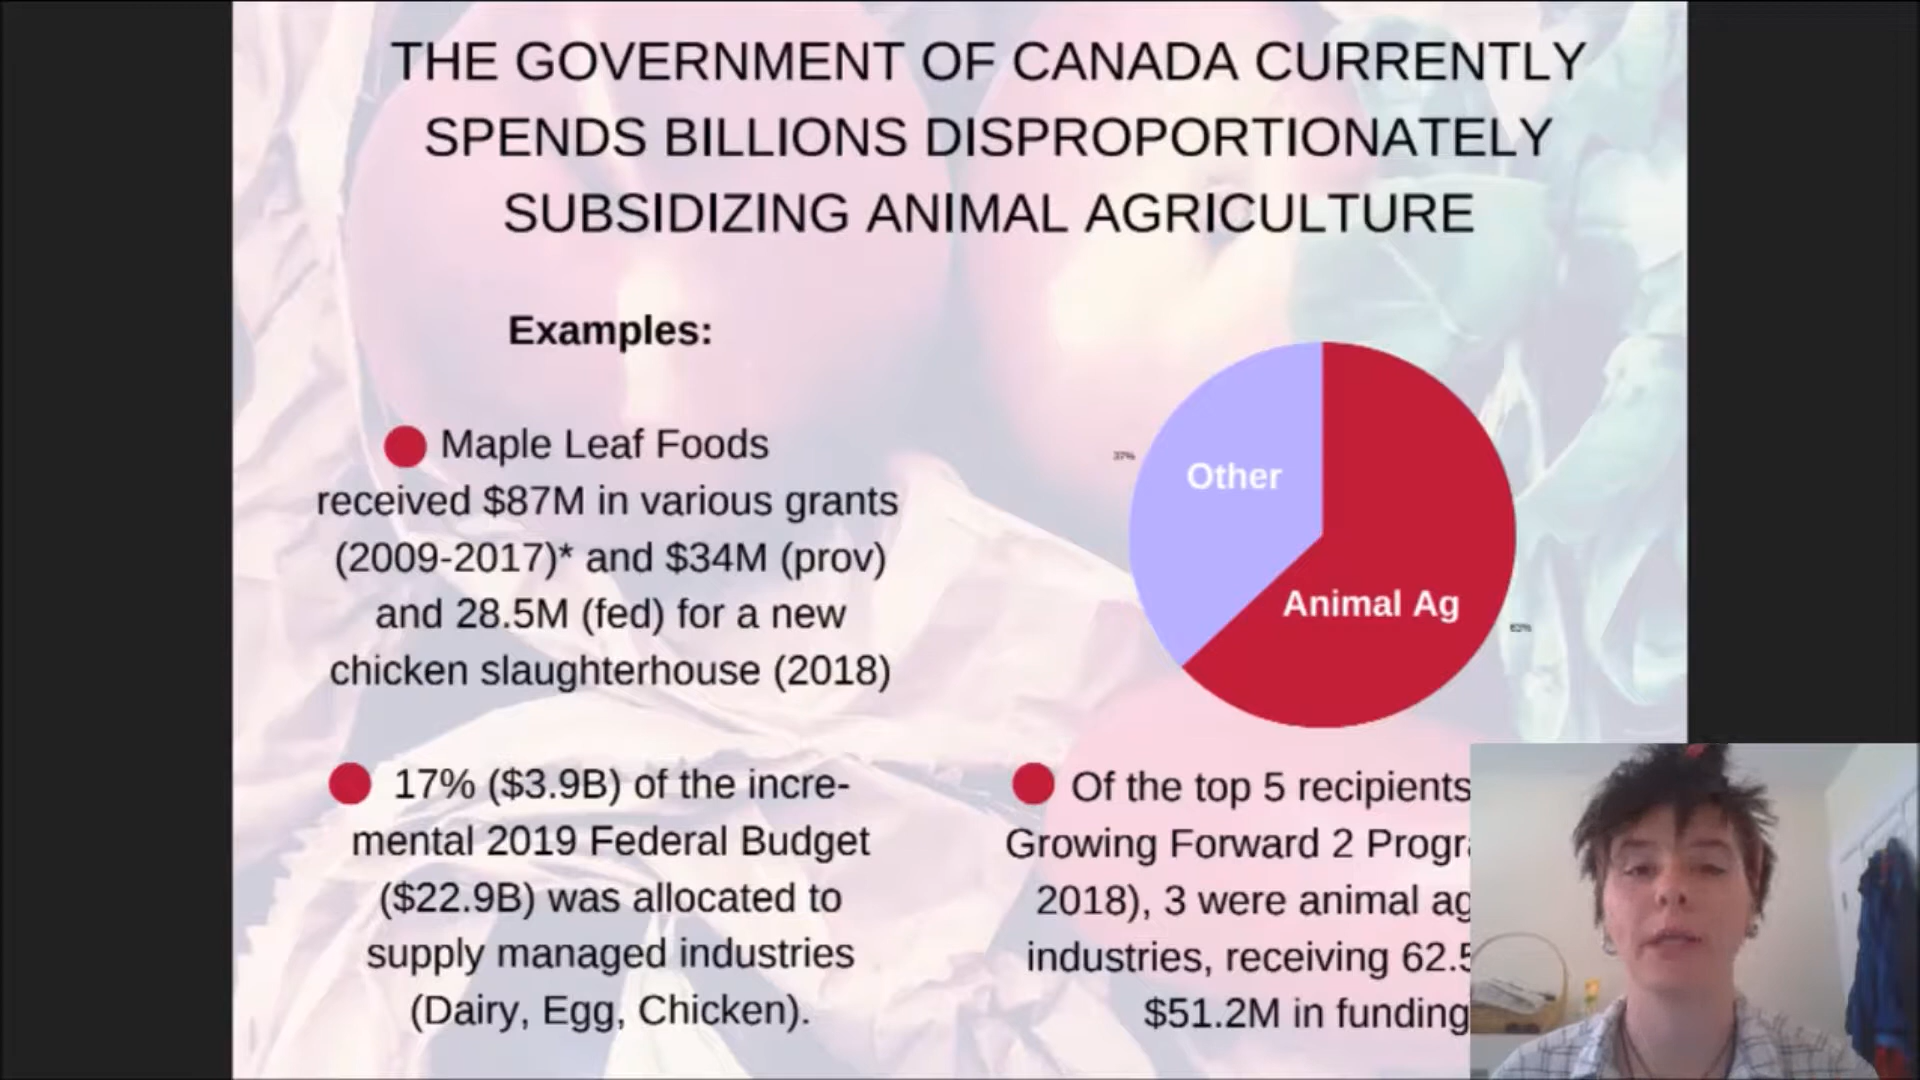 THE GOVERNMENT OF CANADA CURRENTLY
SPENDS BILLIONS DISPROPORTIONATELY
SUBSIDIZING ANIMAL AGRICULTURE
Examples:
Maple Leaf Foods
received $87M in various grants
(2009-2017)* and $34M (prov)
and 28.5M (fed) for a new
chicken slaughterhouse (2018)
17% ($3.9B) of the incre-
mental 2019 Federal Budget
($22.9B) was allocated to
supply managed industries
(Dairy, Egg, Chicken).
37%
Other
Animal Ag
Of the top 5 recipients
Growing Forward 2
2018), 3 were animal ag
industries, receiving
$51.2M in funding